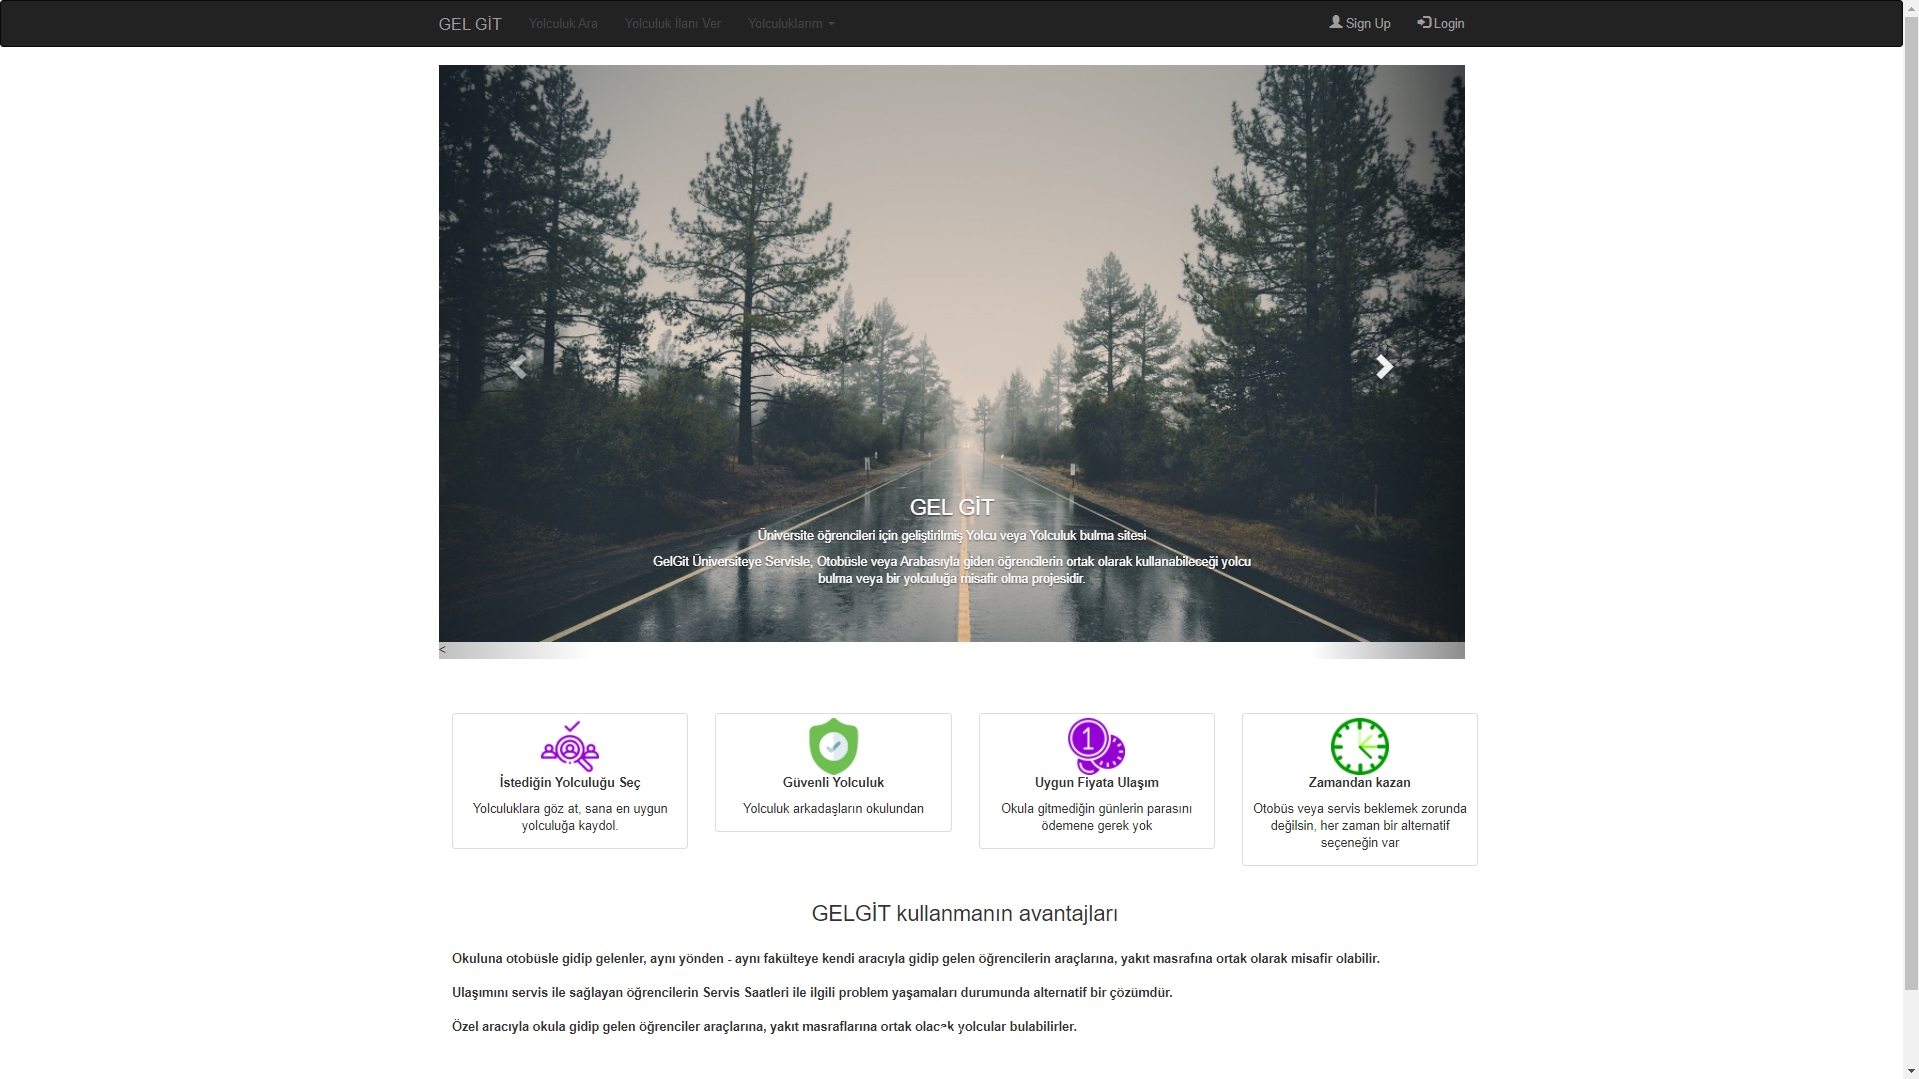 GEL GİT
Yolculuk Ara
Yolculuk İlanı Ver
Yolculuklarım
Sign Up
Login
GEL GİT
Üniversite öğrencileri için geliştirilmiş Yolcu veya Yolculuk bulma sitesi
GelGit Üniversiteye Servisle, Otobüsle veya Arabasıyla giden öğrencilerin ortak olarak kullanabileceği yolcu
bulma veya bir yolculuğa misafir olma projesidir.
<
1
İstediğin Yolculuğu Seç
Yolculuklara göz at, sana en uygun
yolculuğa kaydol.
Güvenli Yolculuk
Yolculuk arkadaşların okulundan
Uygun Fiyata Ulaşım
Okula gitmediğin günlerin parasını
ödemene gerek yok
Zamandan kazan
Otobüs veya servis beklemek zorunda
değilsin, her zaman bir alternatif
seçeneğin var
GELGİT kullanmanın avantajları
Okuluna otobüsle gidip gelenler, aynı yönden - aynı fakülteye kendi aracıyla gidip gelen öğrencilerin araçlarına, yakıt masrafına ortak olarak misafir olabilir.
Ulaşımını servis ile sağlayan öğrencilerin Servis Saatleri ile ilgili problem yaşamaları durumunda alternatif bir çözümdür.
Özel aracıyla okula gidip gelen öğrenciler araçlarına, yakıt masraflarına ortak olacak yolcular bulabilirler.